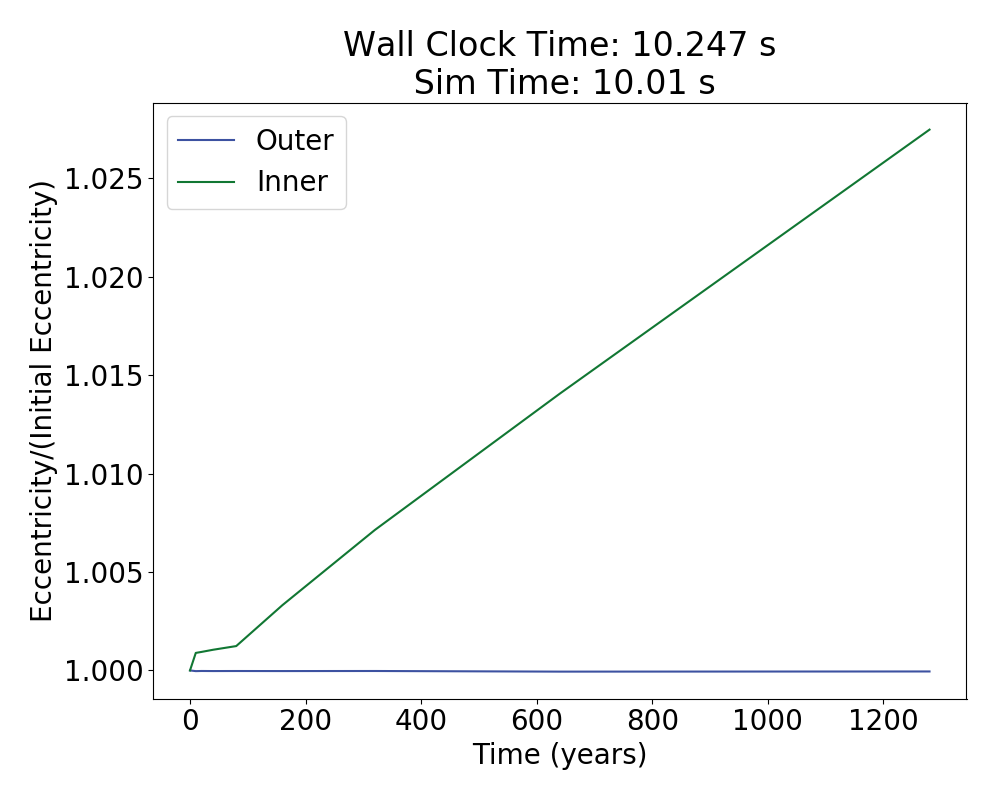 Wall Clock Time: 10.247 s
Sim Time: 10.01 s
Outer
Inner
Eccentricity/(Initial Eccentricity)
1.025
1.020
1.015
1.010
1.005
1.000
0
200
400
600
800
1000
1200
Time (years)